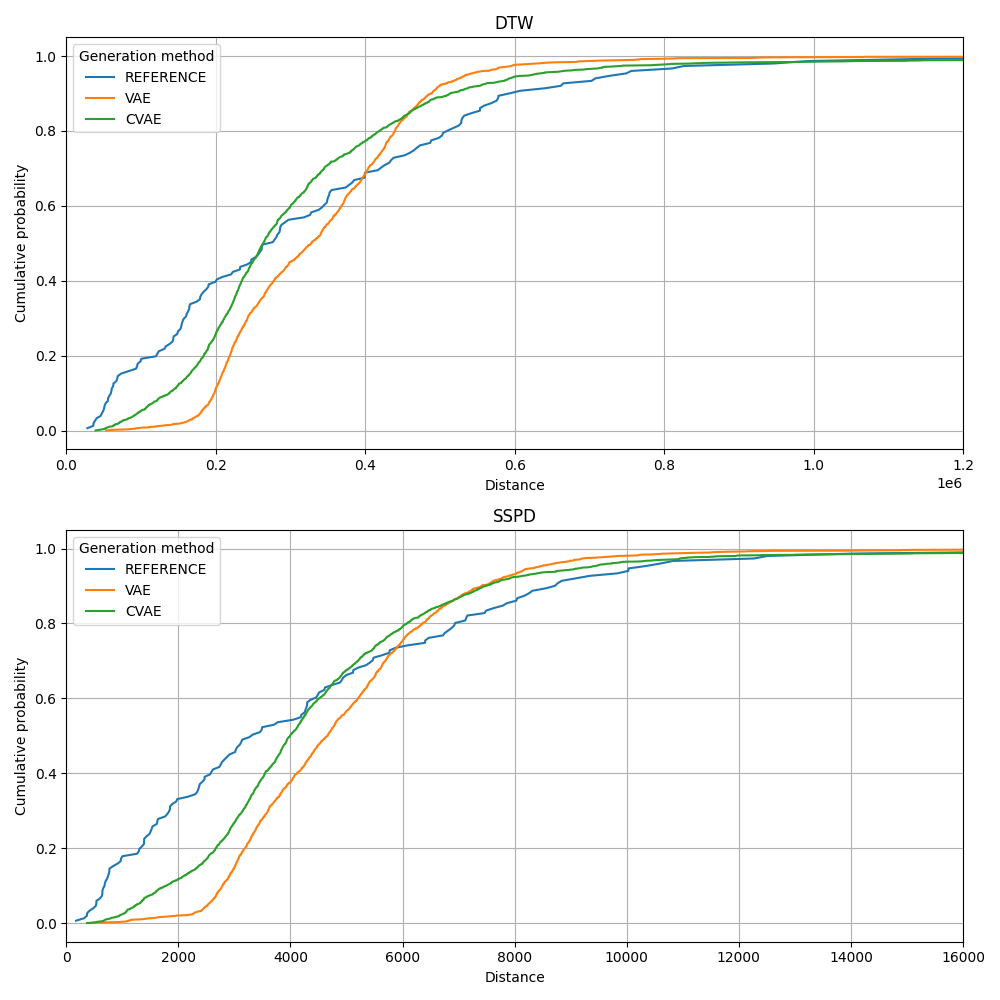 DTW
Generation method
REFERENCE
VAE
CVAE
Cumulative probability
1.0
0.8
0.6
0.4
0.2
0.0
0.0 0.2 0.4 0.6 0.8 1.0 1.2
1e6
Distance
SSPD
Generation method
REFERENCE
VAE
CVAE
Cumulative probability
1.0
0.8
0.6
0.4
0.2
0.0
0 2000 4000 6000 8000 10000 12000 14000 16000
Distance